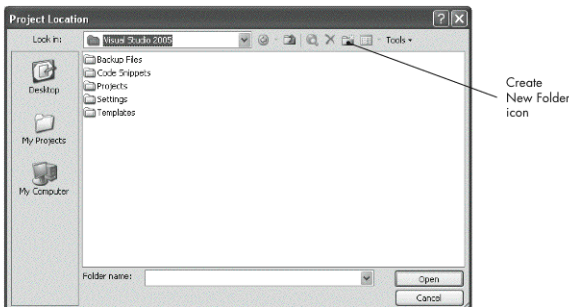 Project Location
Look in: Visual Studio 2005 Tools
Backup Files
Code Snippets
Projects
Settings
Templates
Desktop
My Projects
My Computer
Folder name:
Open
Cancel
Create
New Folder
icon